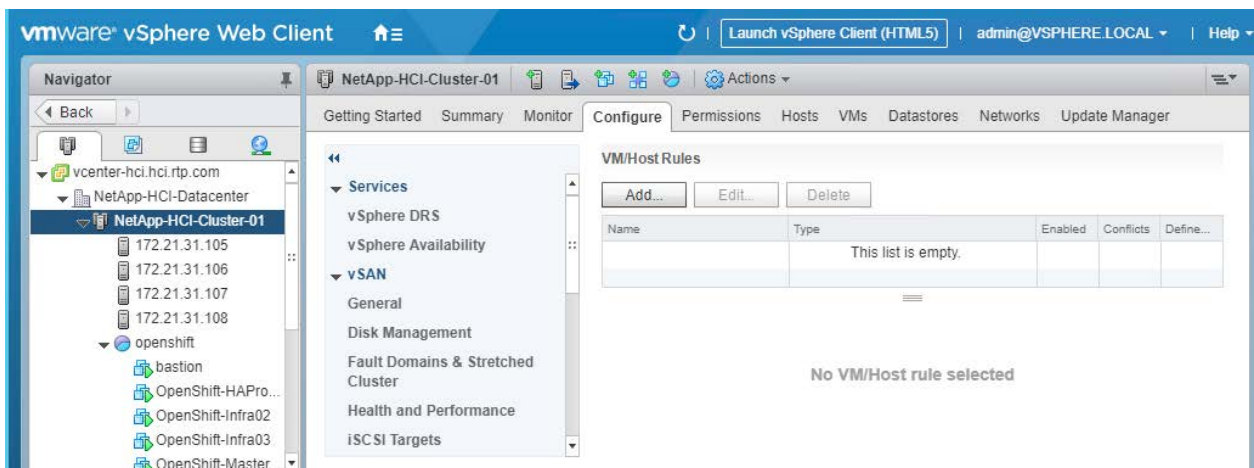 vmware® vSphere Web Client
Launch vSphere Client (HTML5) | admin@VSPHERE.LOCAL | Help
Navigator
Back
vcenter-hci.hci.rtp.com
NetApp-HCI-Datacenter
NetApp-HCI-Cluster-01
172.21.31.105
172.21.31.106
172.21.31.107
172.21.31.108
openshift
bastion
OpenShift-HAPro...
OpenShift-Infra02
OpenShift-Infra03
OpenShift-Master
NetApp-HCI-Cluster-01 Actions
Getting Started Summary Monitor Configure Permissions Hosts VMs Datastores Networks Update Manager
Services
vSphere DRS
vSphere Availability
vSAN
General
Disk Management
Fault Domains & Stretched
Cluster
Health and Performance
iSCSI Targets
VM/Host Rules
Add... Edit... Delete
Name Type Enabled Conflicts Define...
This list is empty.
No VM/Host rule selected